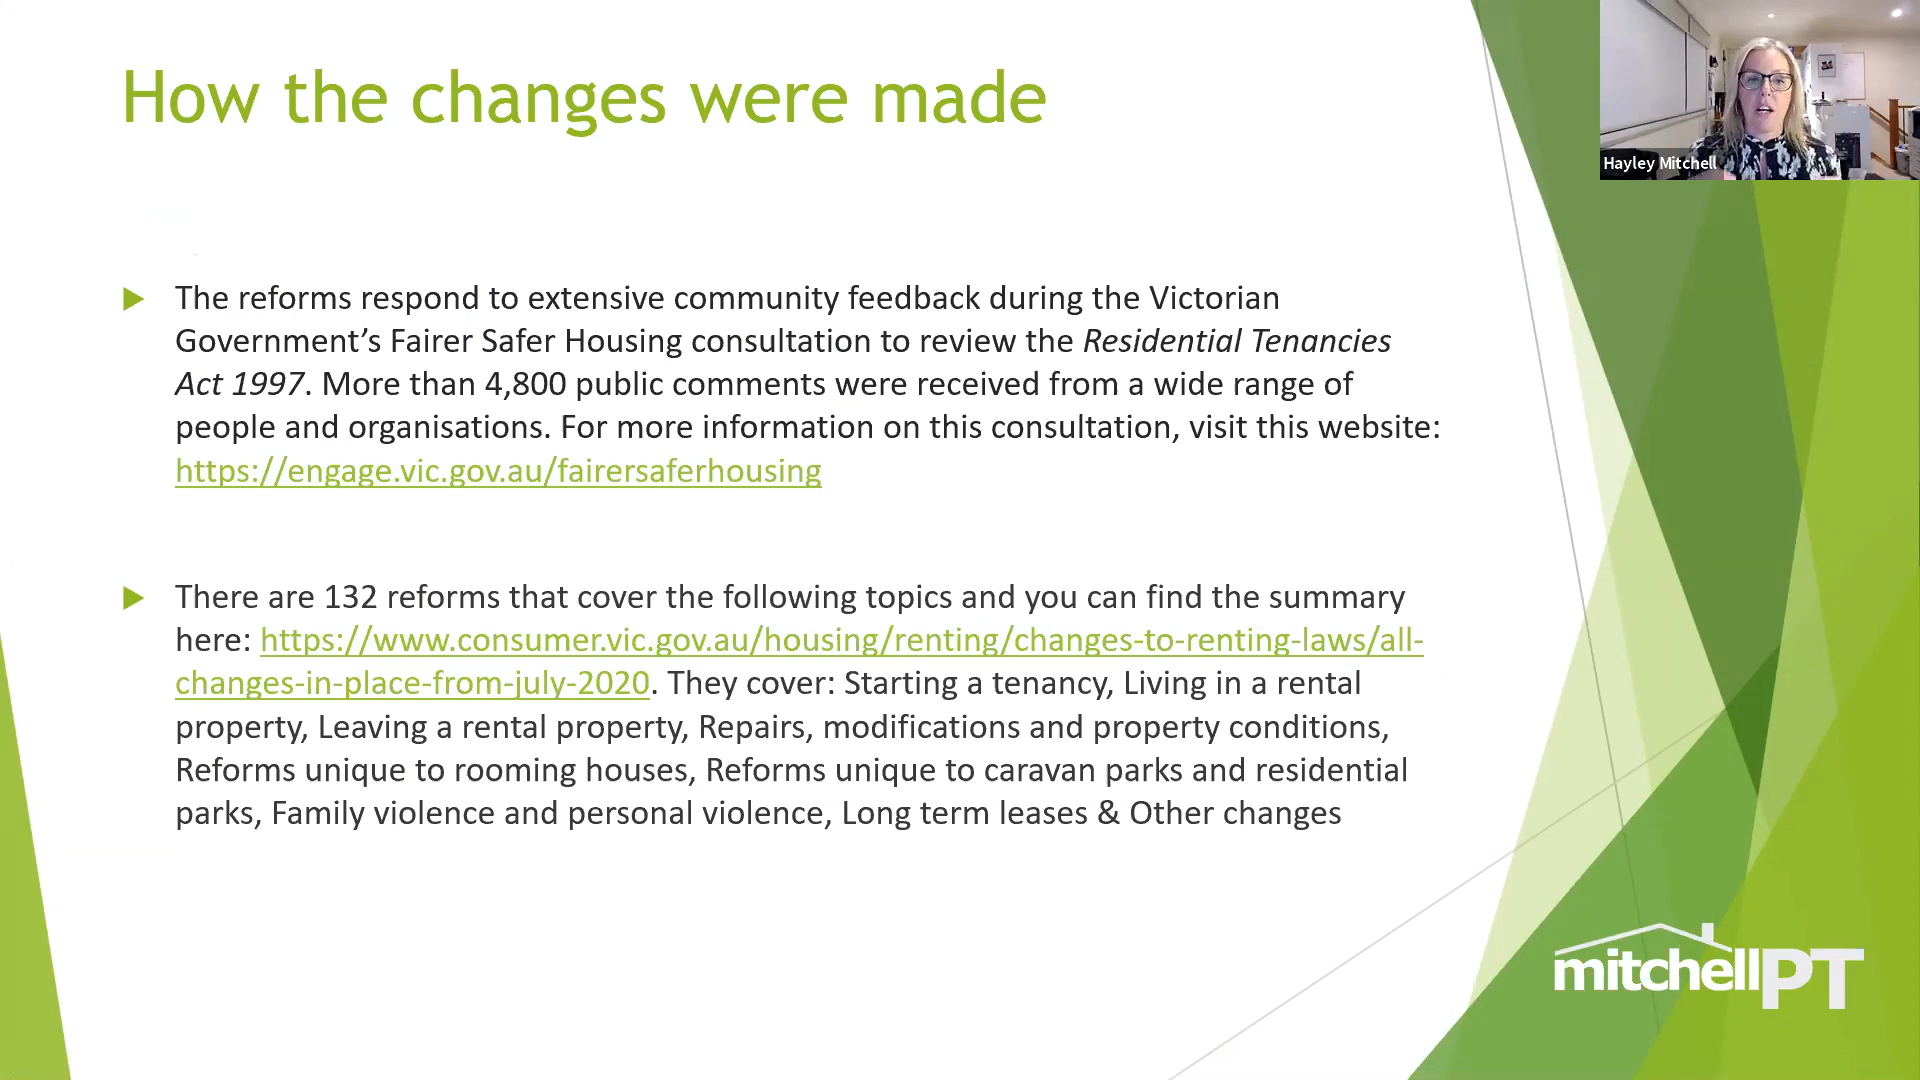 How the changes were made
Hayley Mitchell
The reforms respond to extensive community feedback during the Victorian
Government’s Fairer Safer Housing consultation to review the Residential Tenancies
Act 1997. More than 4,800 public comments were received from a wide range of
people and organisations. For more information on this consultation, visit this website:
https://engage.vic.gov.au/fairersaferhousing
There are 132 reforms that cover the following topics and you can find the summary
here: https://www.consumer.vic.gov.au/housing/renting/changes-to-renting-laws/all-
changes-in-place-from-july-2020. They cover: Starting a tenancy, Living in a rental
property, Leaving a rental property, Repairs, modifications and property conditions,
Reforms unique to rooming houses, Reforms unique to caravan parks and residential
parks, Family violence and personal violence, Long term leases & Other changes
mitchellPT